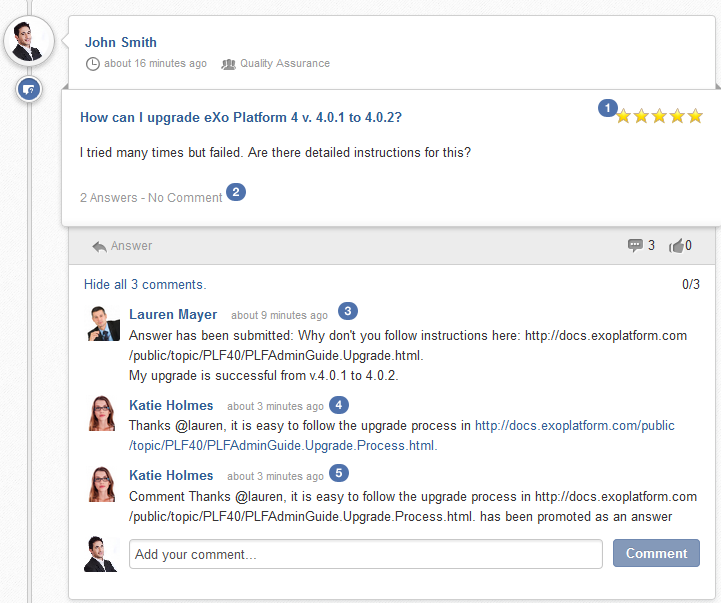 John Smith
about 16 minutes ago Quality Assurance
How can I upgrade eXo Platform 4 v. 4.0.1 to 4.0.2?
1
I tried many times but failed. Are there detailed instructions for this?
2 Answers - No Comment 2
Answer 3 0
Hide all 3 comments. 0/3
Lauren Mayer about 9 minutes ago 3
Answer has been submitted: Why don't you follow instructions here: http://docs.exoplatform.com
/public/topic/PLF40/PLFAdminGuide.Upgrade.html.
My upgrade is successful from v.4.0.1 to 4.0.2.
Katie Holmes about 3 minutes ago 4
Thanks @lauren, it is easy to follow the upgrade process in http://docs.exoplatform.com/public
/topic/PLF40/PLFAdminGuide.Upgrade.Process.html.
Katie Holmes about 3 minutes ago 5
Comment Thanks @lauren, it is easy to follow the upgrade process in http://docs.exoplatform.com
/public/topic/PLF40/PLFAdminGuide.Upgrade.Process.html. has been promoted as an answer
Add your comment... Comment